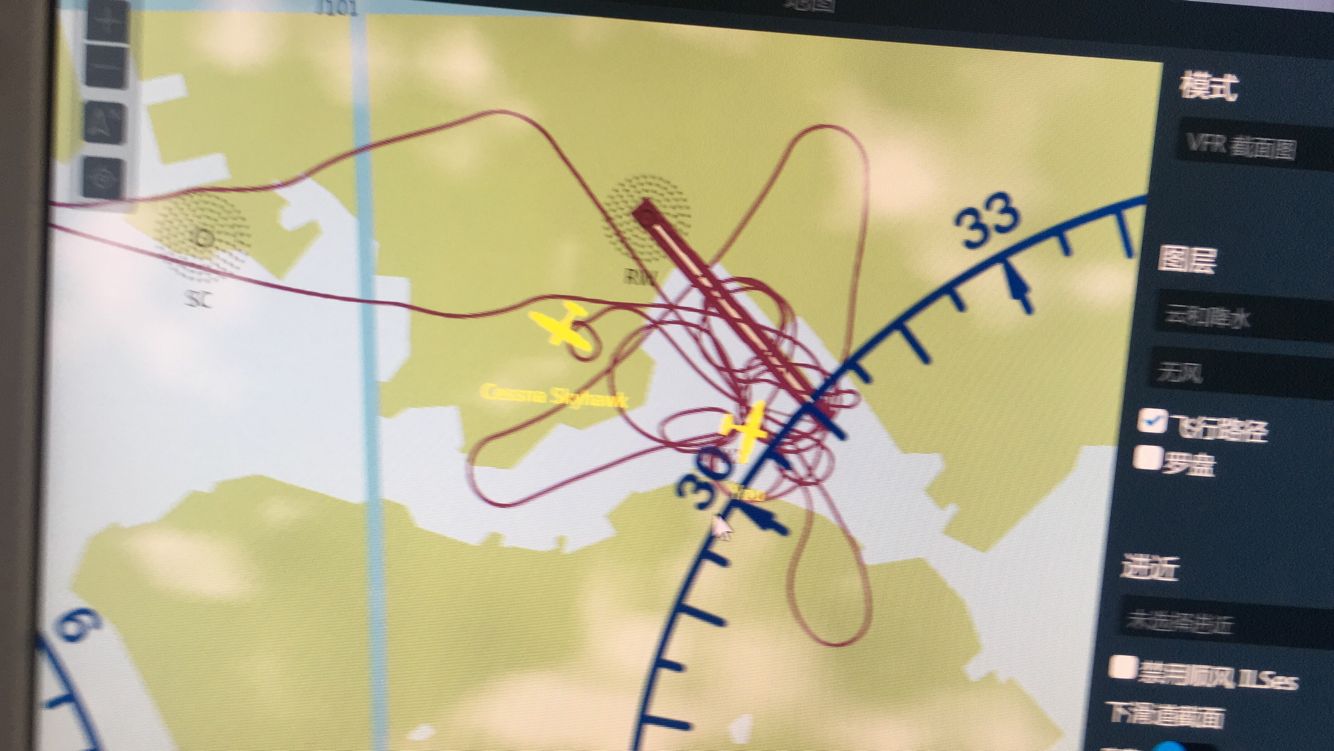 J101
地图
模式
VFR 截面图
33
图层
SC
RW
云和降水
无风
Cessna Skyhawk
飞行路径
罗盘
30
进近
6
未选择进近
禁用顺风 ILSes
下滑道截面